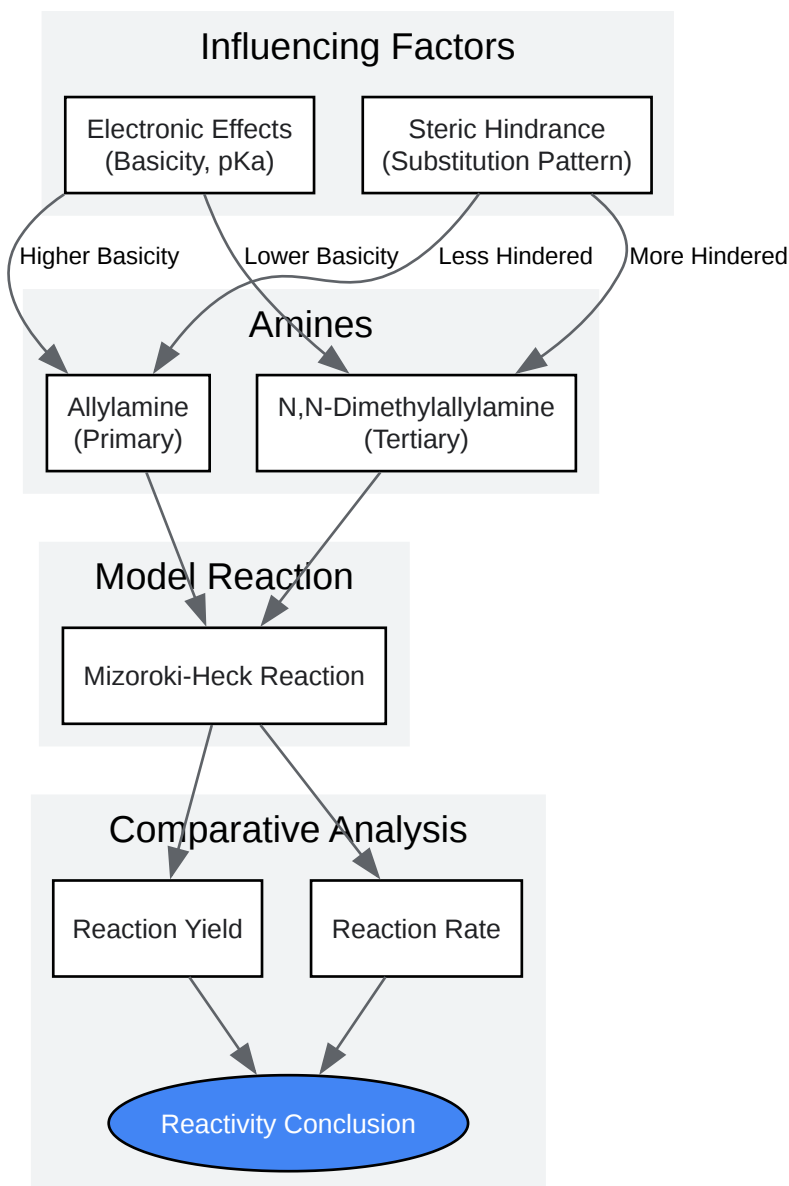 Influencing Factors
Electronic Effects
(Basicity, pKa)
Steric Hindrance
(Substitution Pattern)
Higher Basicity
Lower Basicity
Less Hindered
More Hindered
Amines
Allylamine
(Primary)
N,N-Dimethylallylamine
(Tertiary)
Model Reaction
Mizoroki-Heck Reaction
Comparative Analysis
Reaction Yield
Reaction Rate
Reactivity Conclusion